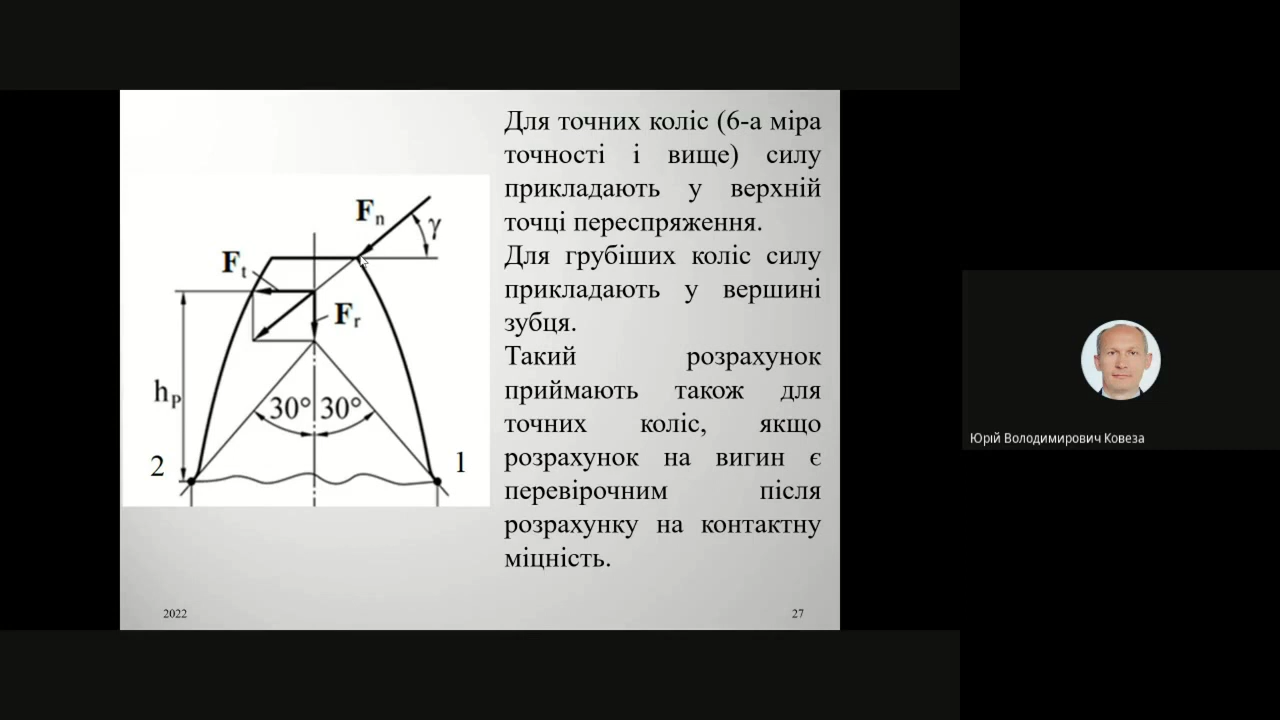 Для точних коліс (6-а міра
точності і вище) силу
прикладають у верхній
точці переспряження.
Для грубіших коліс силу
прикладають у вершині
зубця.
Такий розрахунок
приймають також для
точних коліс, якщо
розрахунок на вигин є
перевірочним після
розрахунку на контактну
міцність.
Fn
γ
Ft
Fr
hP
30° 30°
2
1
2022
27
Юрій Володимирович Ковеза